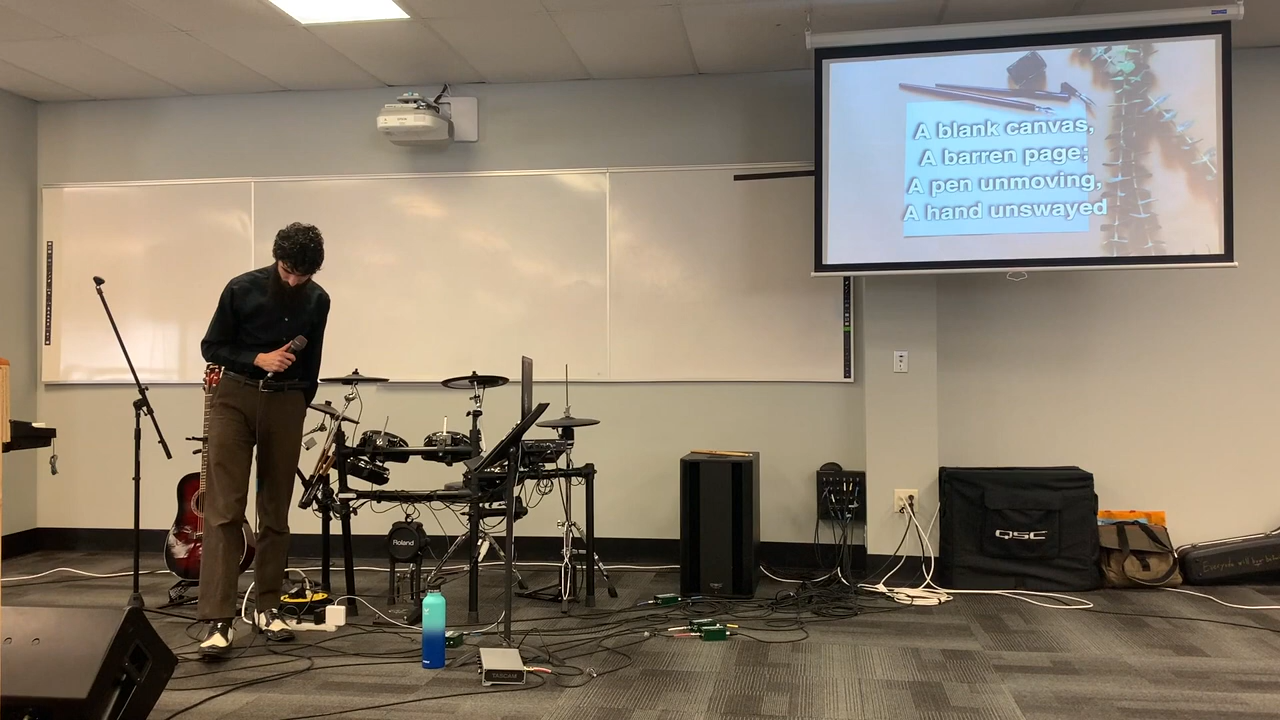 A blank canvas,
A barren page;
A pen unmoving,
A hand unswayed
Roland
QSC
TASCAM